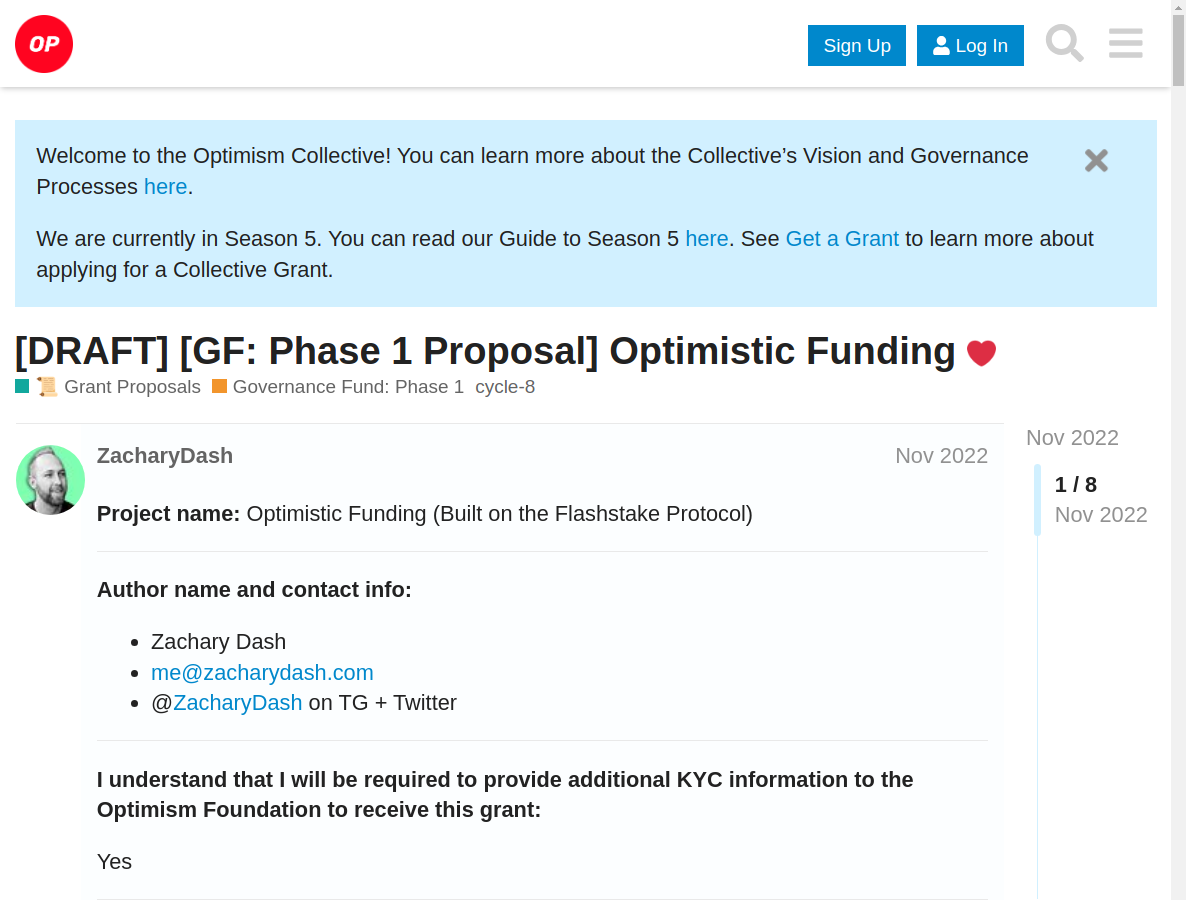 OP
Sign Up
Log In
Welcome to the Optimism Collective! You can learn more about the Collective’s Vision and Governance
Processes here.
We are currently in Season 5. You can read our Guide to Season 5 here. See Get a Grant to learn more about
applying for a Collective Grant.
[DRAFT] [GF: Phase 1 Proposal] Optimistic Funding
Grant Proposals Governance Fund: Phase 1 cycle-8
ZacharyDash Nov 2022
Project name: Optimistic Funding (Built on the Flashstake Protocol)
Author name and contact info:
Zachary Dash
me@zacharydash.com
@ZacharyDash on TG + Twitter
I understand that I will be required to provide additional KYC information to the
Optimism Foundation to receive this grant:
Yes
Nov 2022
1 / 8
Nov 2022